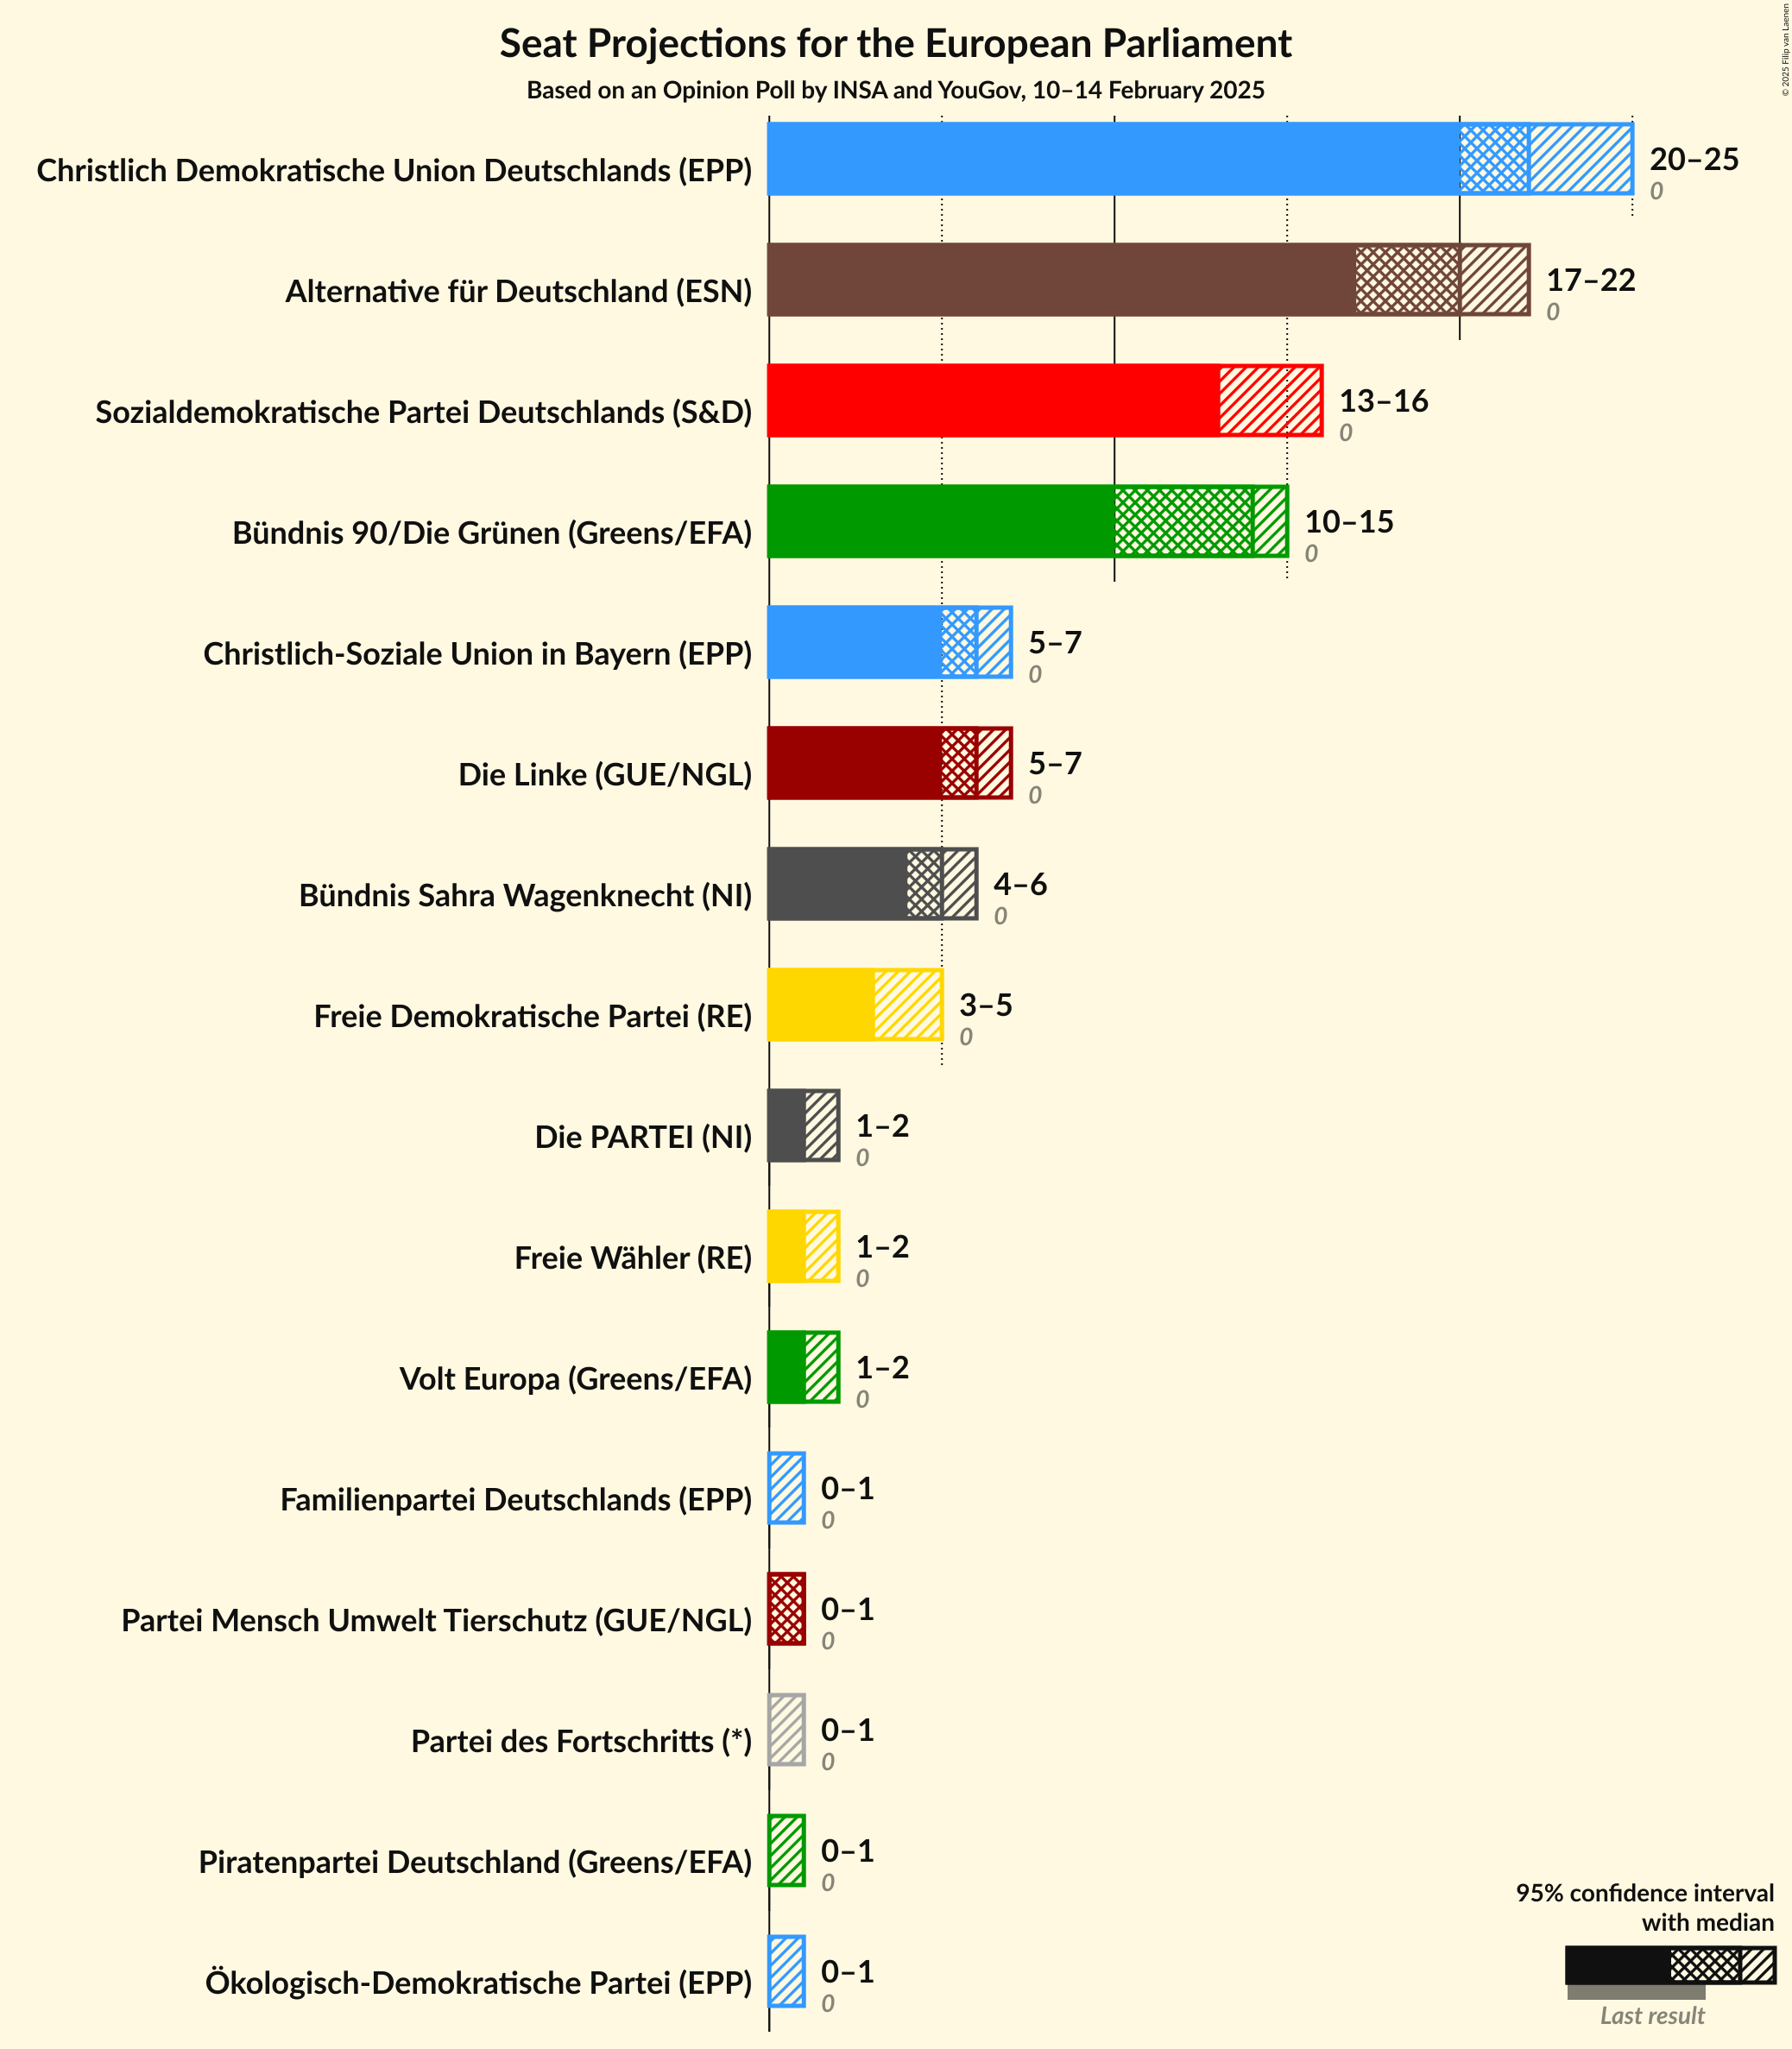 Seat Projections for the European Parliament
Based on an Opinion Poll by INSA and YouGov, 10–14 February 2025
© 2025 Filip van Laenen
Christlich Demokratische Union Deutschlands (EPP)
20–25
0
Alternative für Deutschland (ESN)
17–22
0
Sozialdemokratische Partei Deutschlands (S&D)
13–16
0
Bündnis 90/Die Grünen (Greens/EFA)
10–15
0
Christlich-Soziale Union in Bayern (EPP)
5–7
0
Die Linke (GUE/NGL)
5–7
0
Bündnis Sahra Wagenknecht (NI)
4–6
0
Freie Demokratische Partei (RE)
3–5
0
Die PARTEI (NI)
1–2
0
Freie Wähler (RE)
1–2
0
Volt Europa (Greens/EFA)
1–2
0
Familienpartei Deutschlands (EPP)
0–1
0
Partei Mensch Umwelt Tierschutz (GUE/NGL)
0–1
0
Partei des Fortschritts (*)
0–1
0
Piratenpartei Deutschland (Greens/EFA)
0–1
0
Ökologisch-Demokratische Partei (EPP)
0–1
0
95% confidence interval
with median
Last result